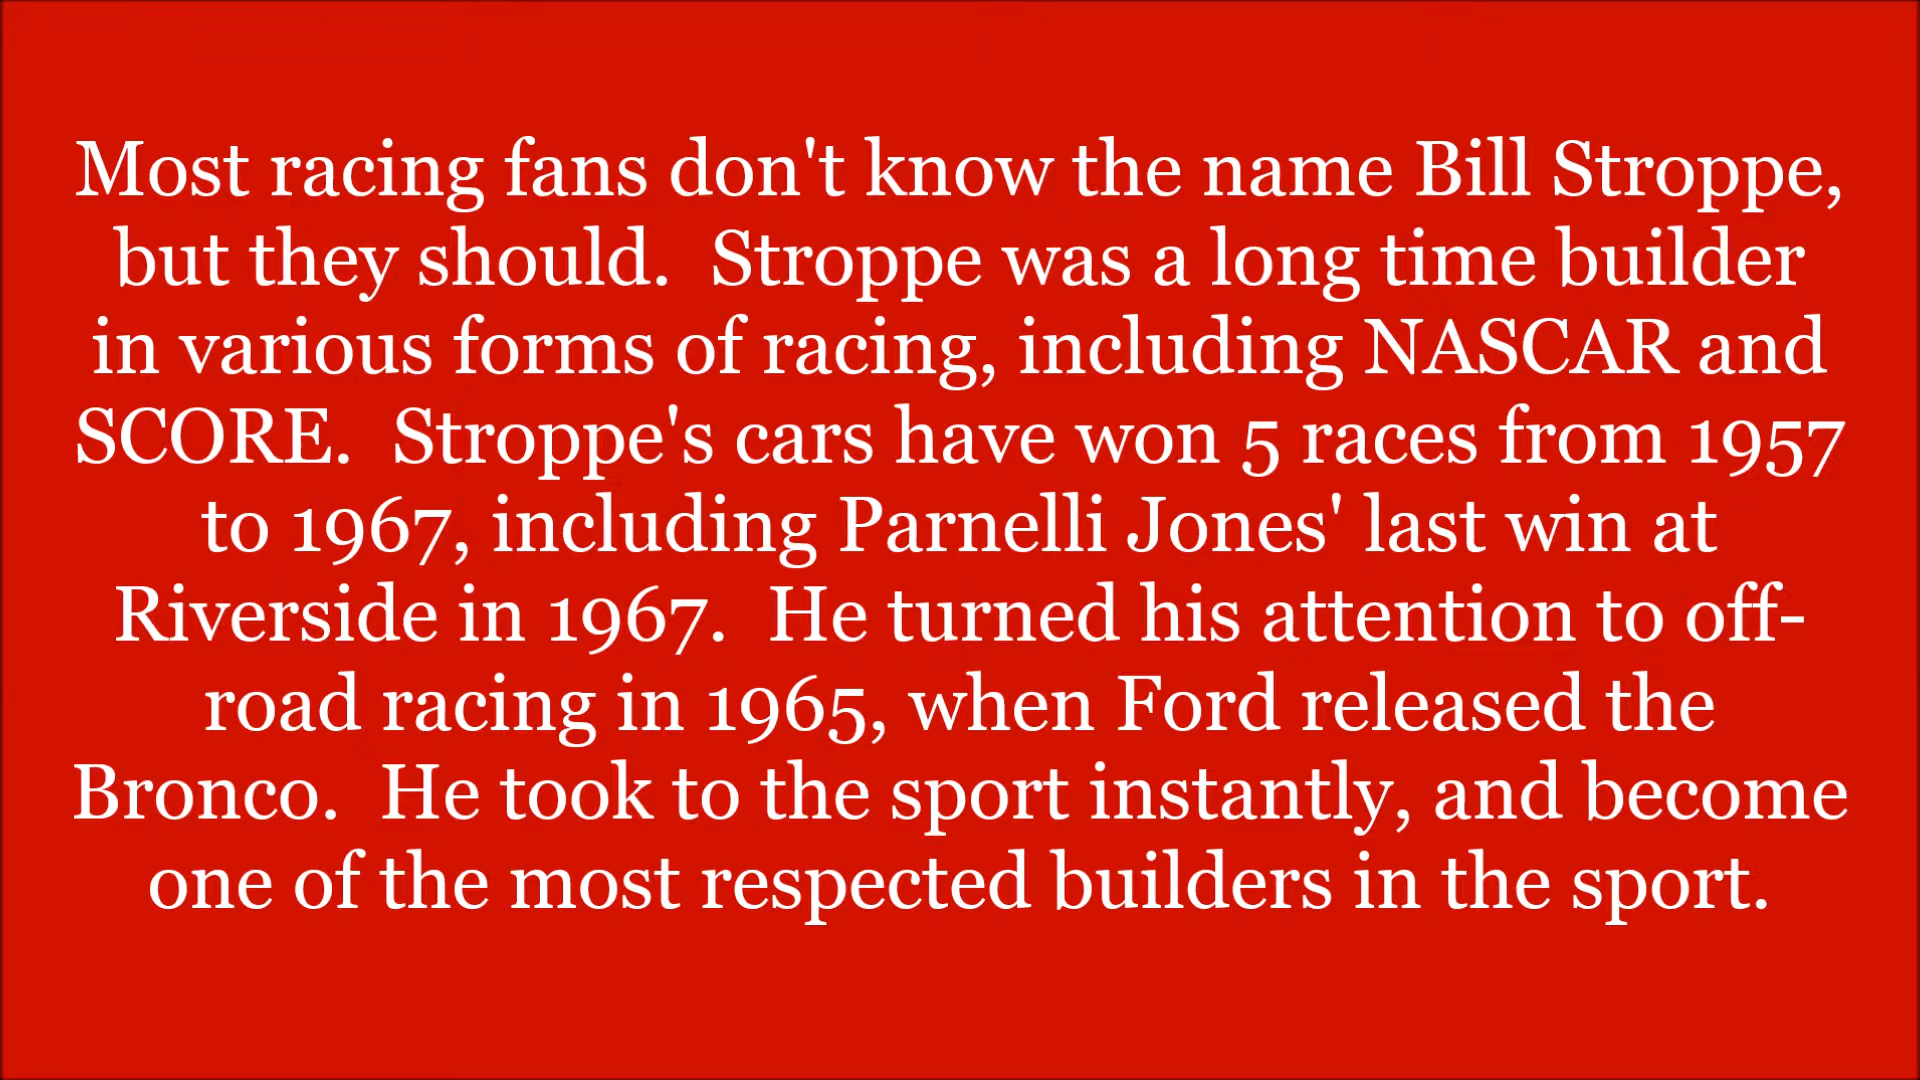 Most racing fans don't know the name Bill Stroppe,
but they should.  Stroppe was a long time builder
in various forms of racing, including NASCAR and
SCORE.  Stroppe's cars have won 5 races from 1957
to 1967, including Parnelli Jones' last win at
Riverside in 1967.  He turned his attention to off-
road racing in 1965, when Ford released the
Bronco.  He took to the sport instantly, and become
one of the most respected builders in the sport.